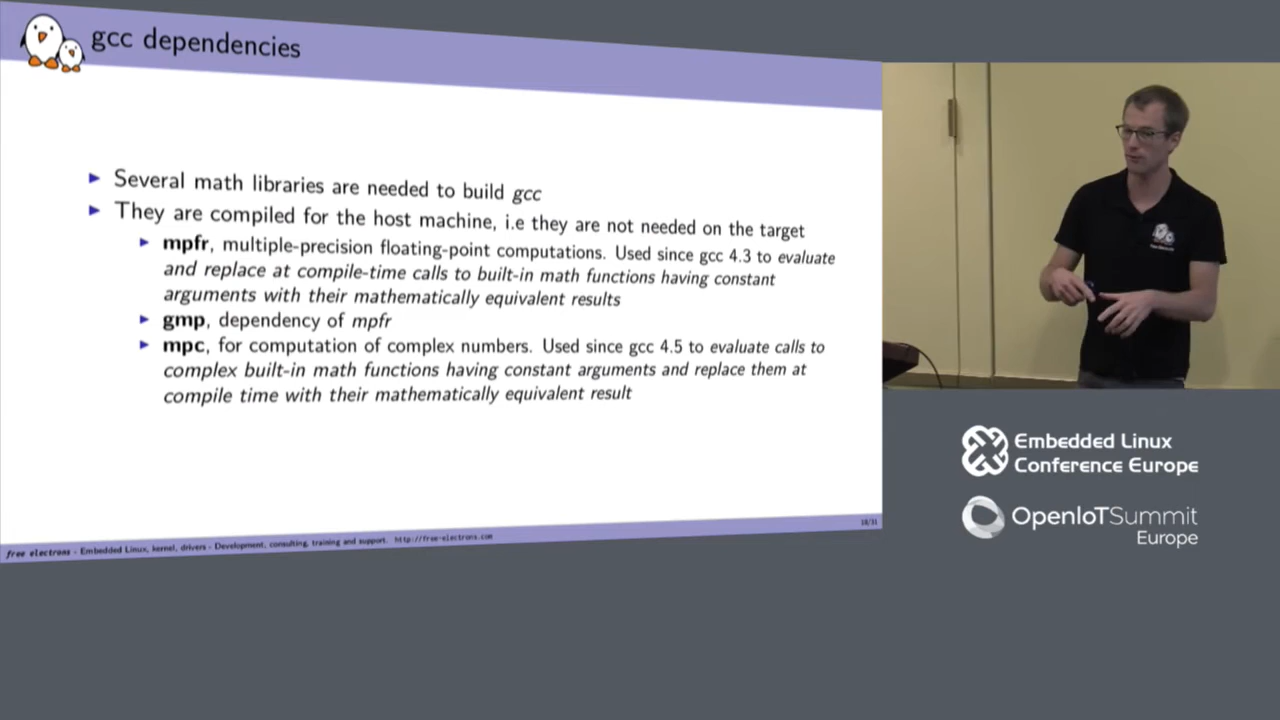 gcc dependencies
Several math libraries are needed to build gcc
They are compiled for the host machine, i.e they are not needed on the target
mpfr, multiple-precision floating-point computations. Used since gcc 4.3 to evaluate
and replace at compile-time calls to built-in math functions having constant
arguments with their mathematically equivalent results
gmp, dependency of mpfr
mpc, for computation of complex numbers. Used since gcc 4.5 to evaluate calls to
complex built-in math functions having constant arguments and replace them at
compile time with their mathematically equivalent result
18/31
free electrons - Embedded Linux, kernel, drivers - Development, consulting, training and support. http://free-electrons.com
Embedded Linux
Conference Europe
OpenIoTSummit
Europe